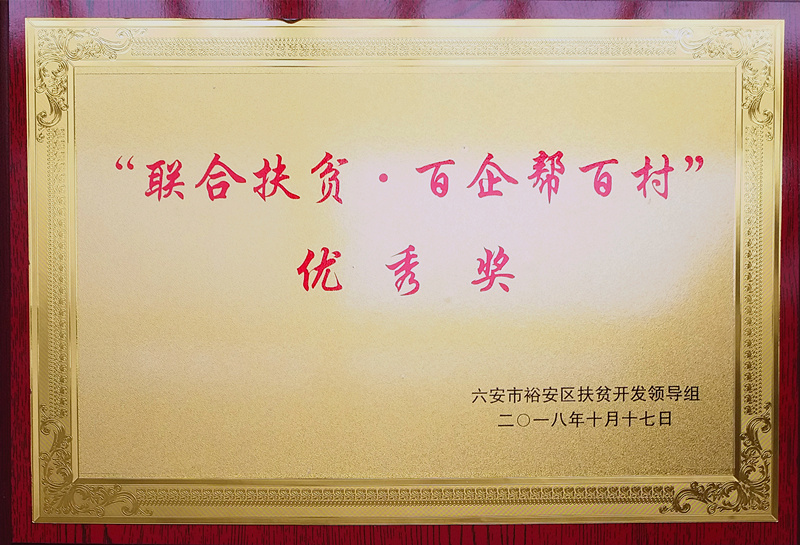 “联合扶贫·百企帮百村”
优秀奖
六安市裕安区扶贫开发领导组
二〇一八年十月十七日